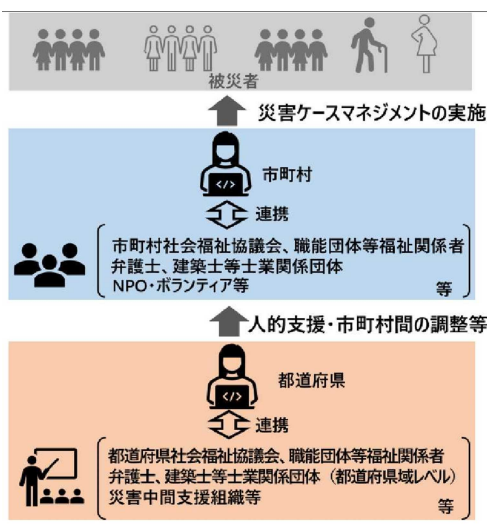 被災者
災害ケースマネジメントの実施
</>
市町村
連携
市町村社会福祉協議会、職能団体等福祉関係者
弁護士、建築士等士業関係団体
NPO・ボランティア等
等
人的支援・市町村間の調整等
</>
都道府県
連携
都道府県社会福祉協議会、職能団体等福祉関係者
弁護士、建築士等士業関係団体（都道府県域レベル）
災害中間支援組織等
等